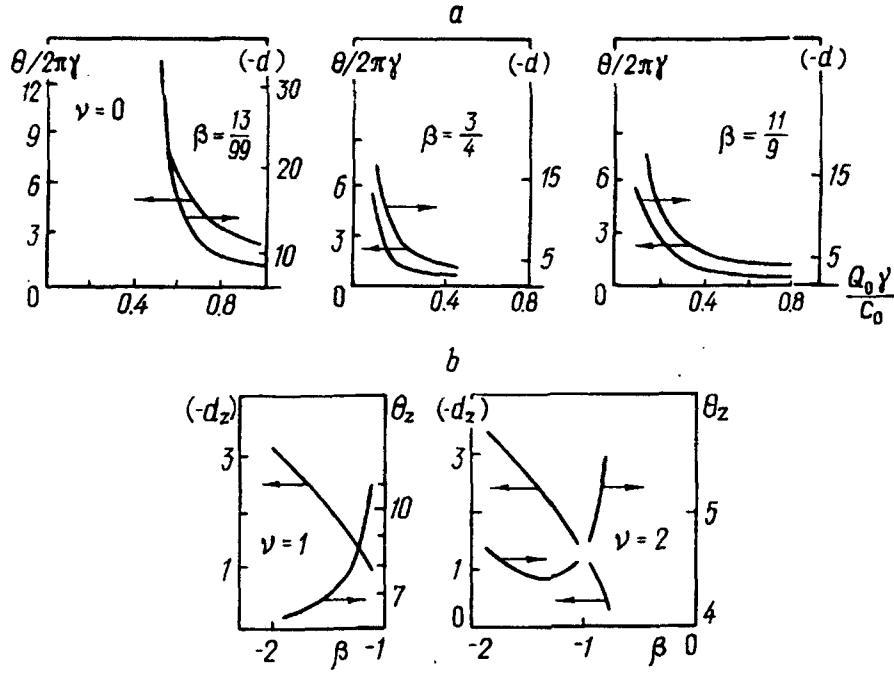 a
θ/2πγ (-d) θ/2πγ (-d) θ/2πγ (-d)
12 30
ν = 0 β = 13/99 β = 3/4 β = 11/9
9
20
6 6 15 6 15
3 3 3
10 5 5
0 0.4 0.8 0 0.4 0 0.4 0.8 Q₀γ/C₀
b
(-d_z) θ_z (-d_z) θ_z
3 3
10 5
ν = 1 ν = 2
1 7 1
0 4
-2 β -1 -2 -1 β 0